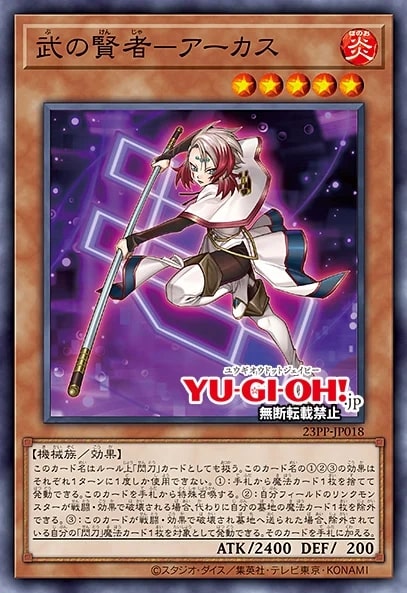 武の賢者－アーカス
炎
ユウギオウドットジェイピー
YU-GI-OH!.jp
無断転載禁止
23PP-JP018
【機械族／効果】
このカード名はルール上「閃刀」カードとしても扱う。このカード名の①②③の効果は
それぞれ1ターンに1度しか使用できない。①：手札から魔法カード1枚を捨てて
発動できる。このカードを手札から特殊召喚する。②：自分フィールドのリンクモン
スターが戦闘・効果で破壊される場合、代わりに自分の墓地の魔法カード1枚を除外
できる。③：このカードが戦闘・効果で破壊され墓地へ送られた場合、除外されて
いる自分の「閃刀」魔法カード1枚を対象として発動できる。そのカードを手札に加える。
ATK/2400 DEF/ 200
©スタジオ・ダイス／集英社・テレビ東京・KONAMI